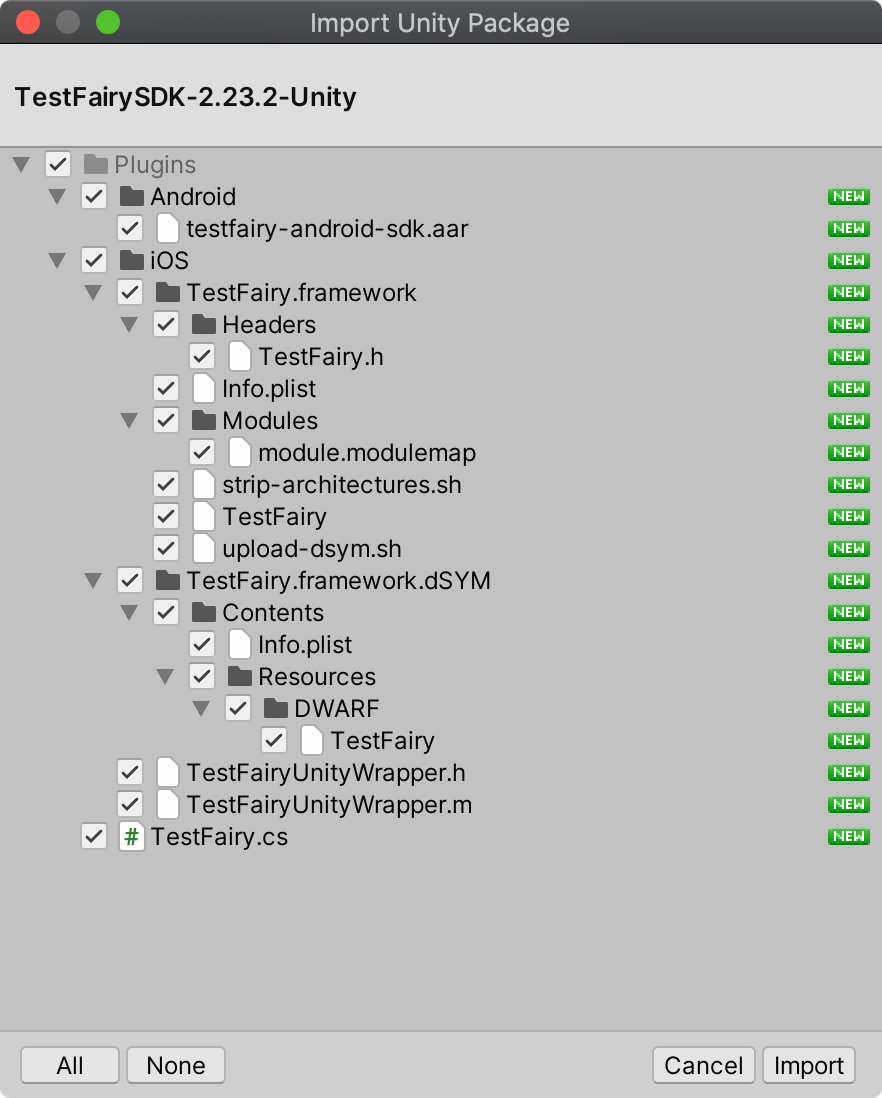 Import Unity Package
TestFairySDK-2.23.2-Unity
Plugins
Android NEW
testfairy-android-sdk.aar NEW
iOS NEW
TestFairy.framework NEW
Headers NEW
TestFairy.h NEW
Info.plist NEW
Modules NEW
module.modulemap NEW
strip-architectures.sh NEW
TestFairy NEW
upload-dsym.sh NEW
TestFairy.framework.dSYM NEW
Contents NEW
Info.plist NEW
Resources NEW
DWARF NEW
TestFairy NEW
TestFairyUnityWrapper.h NEW
TestFairyUnityWrapper.m NEW
# TestFairy.cs NEW
All None Cancel Import